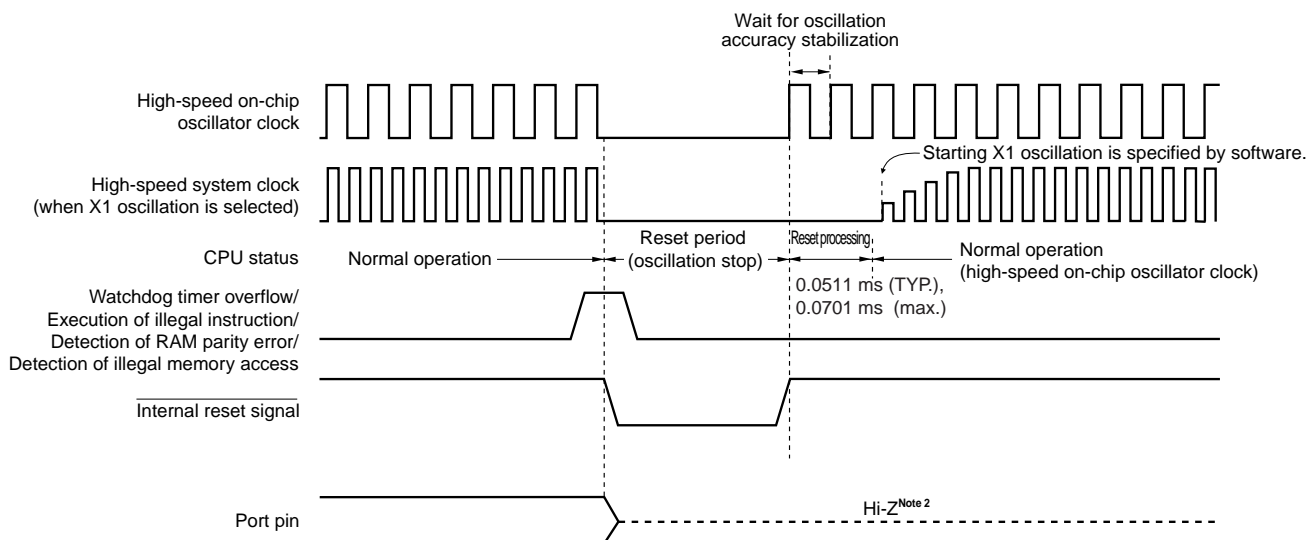 Wait for oscillation
accuracy stabilization
High-speed on-chip
oscillator clock
Starting X1 oscillation is specified by software.
High-speed system clock
(when X1 oscillation is selected)
CPU status
Normal operation
Reset period
(oscillation stop)
Reset processing
Normal operation
(high-speed on-chip oscillator clock)
0.0511 ms (TYP.),
0.0701 ms (max.)
Watchdog timer overflow/
Execution of illegal instruction/
Detection of RAM parity error/
Detection of illegal memory access
Internal reset signal
Hi-Z Note 2
Port pin